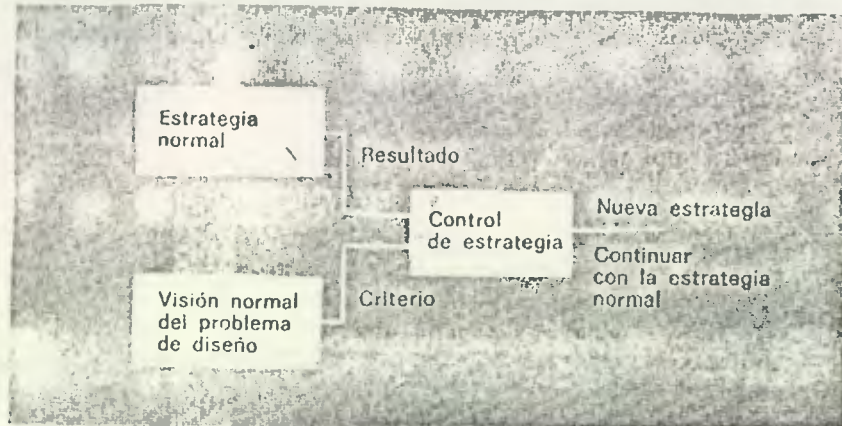 Estrategia
normal
Resultado
Control
de estrategia
Nueva estrategia
Continuar
con la estrategia
normal
Visión normal
del problema
de diseño
Criterio